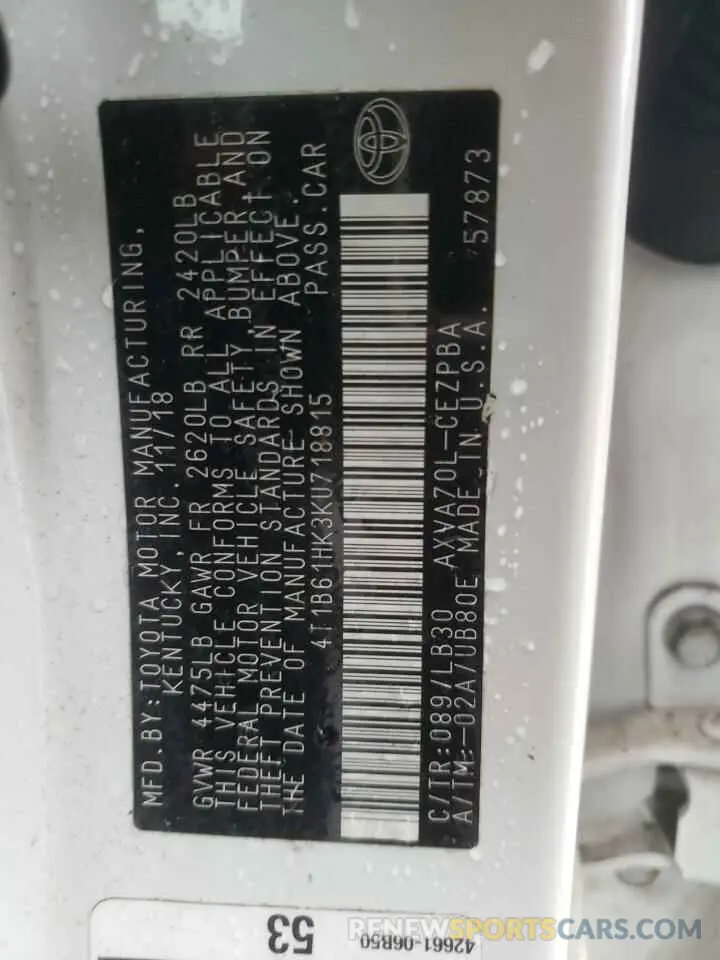 MFD.BY:TOYOTA MOTOR MANUFACTURING,
KENTUCKY,INC. 11/18
GVWR 4475LB GAWR FR 2620LB RR 2420LB
THIS VEHICLE CONFORMS TO ALL APPLICABLE
FEDERAL MOTOR VEHICLE SAFETY, BUMPER,AND
THEFT PREVENTION STANDARDS IN EFFECT ON
THE DATE OF MANUFACTURE SHOWN ABOVE.
4T1B61HK3KU718815 PASS.CAR
C/TR:089/LB30 AXVA70L-CEZPBA
A/TM:-02A/UB80E MADE IN U.S.A. 57873
53
42661-06B50
RENEWSPORTSCARS.COM